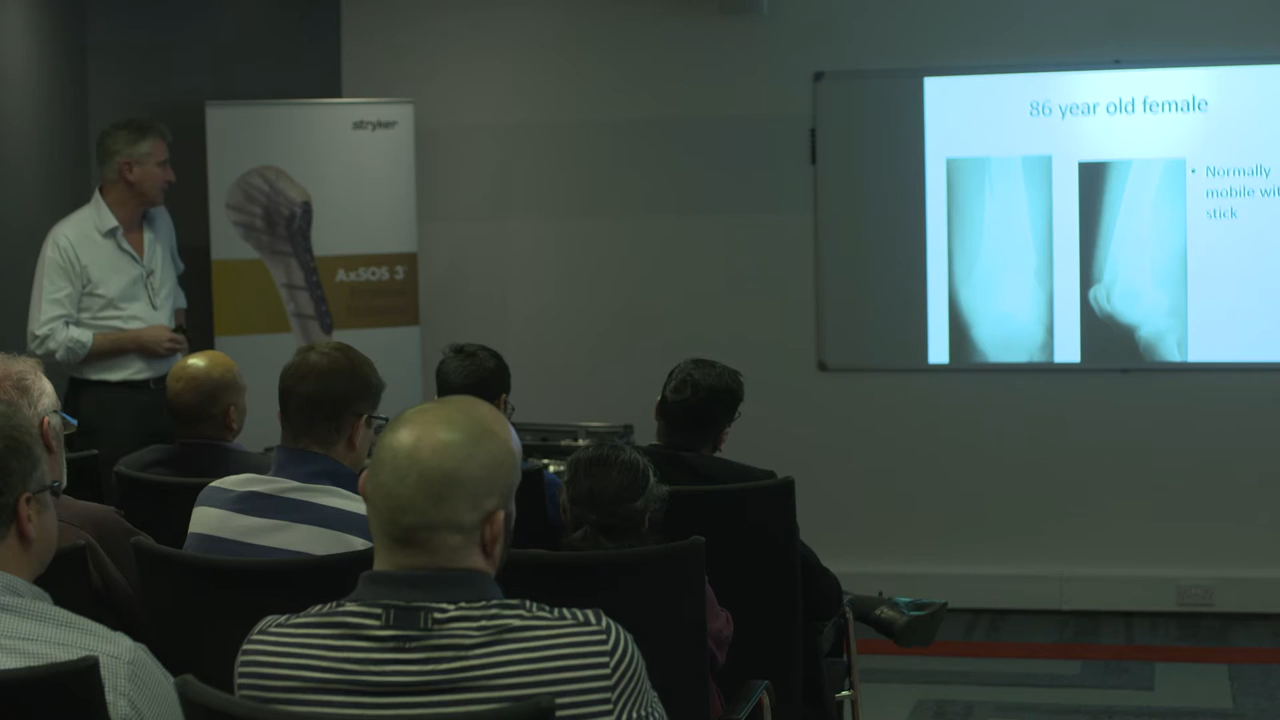 stryker
AxSOS 3
86 year old female
• Normally
mobile wit
stick